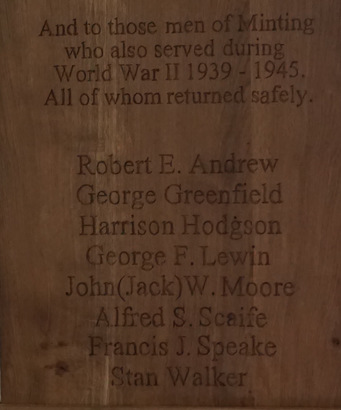 And to those men of Minting
who also served during
World War II 1939 - 1945.
All of whom returned safely.
Robert E. Andrew
George Greenfield
Harrison Hodgson
George F. Lewin
John(Jack)W. Moore
Alfred S. Scaife
Francis J. Speake
Stan Walker